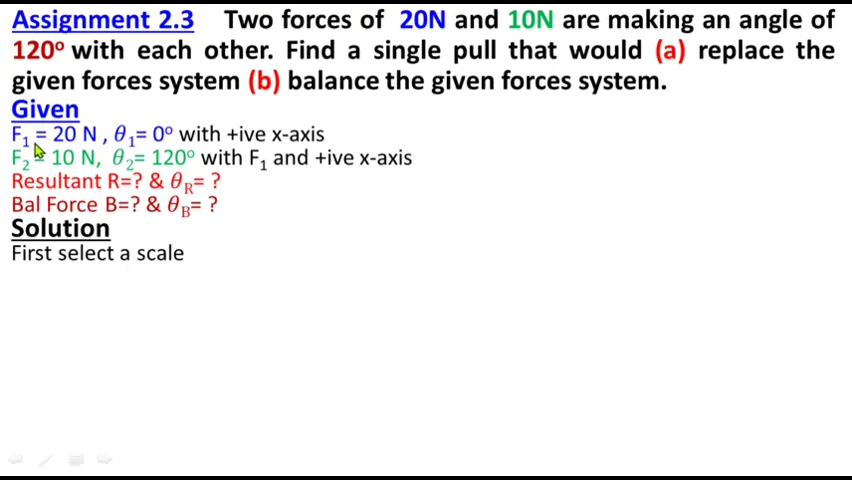 Assignment 2.3 Two forces of 20N and 10N are making an angle of
120° with each other. Find a single pull that would (a) replace the
given forces system (b) balance the given forces system.
Given
F₁ = 20 N , θ₁= 0° with +ive x-axis
F₂ = 10 N, θ₂= 120° with F₁ and +ive x-axis
Resultant R=? & θR= ?
Bal Force B=? & θB= ?
Solution
First select a scale